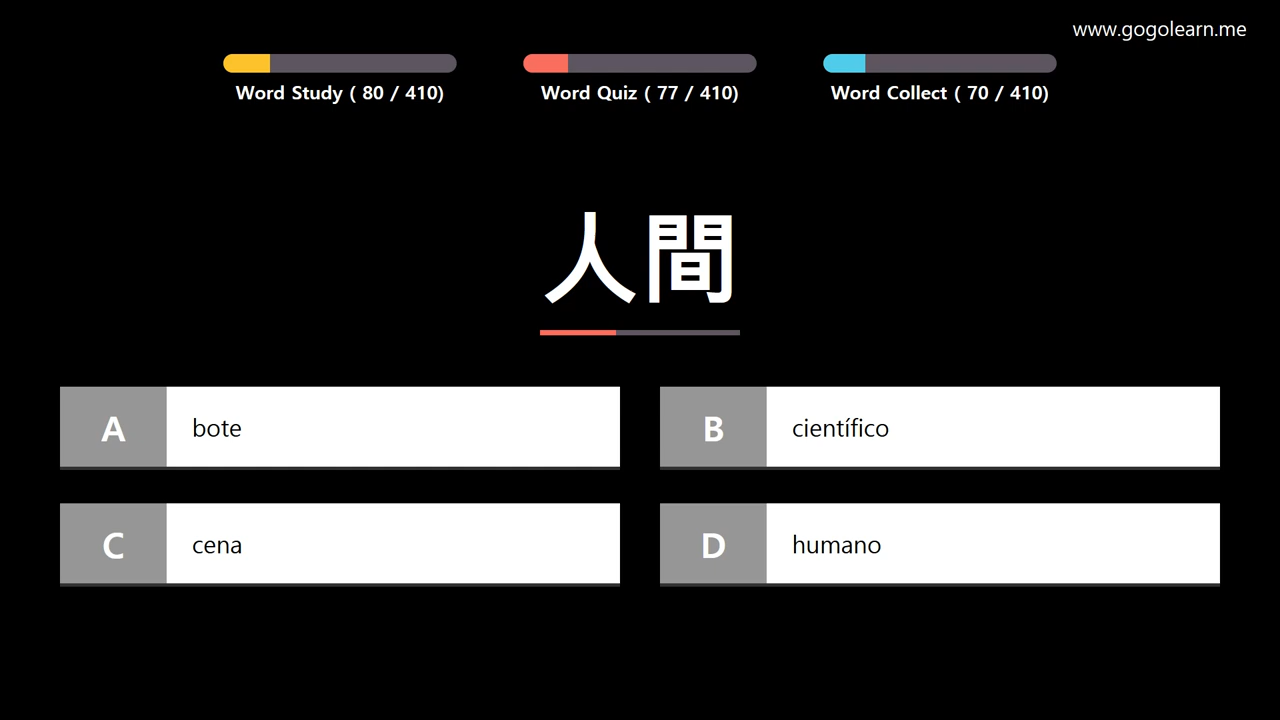 www.gogolearn.me
Word Study ( 80 / 410)
Word Quiz ( 77 / 410)
Word Collect ( 70 / 410)
人間
A bote
B científico
C cena
D humano